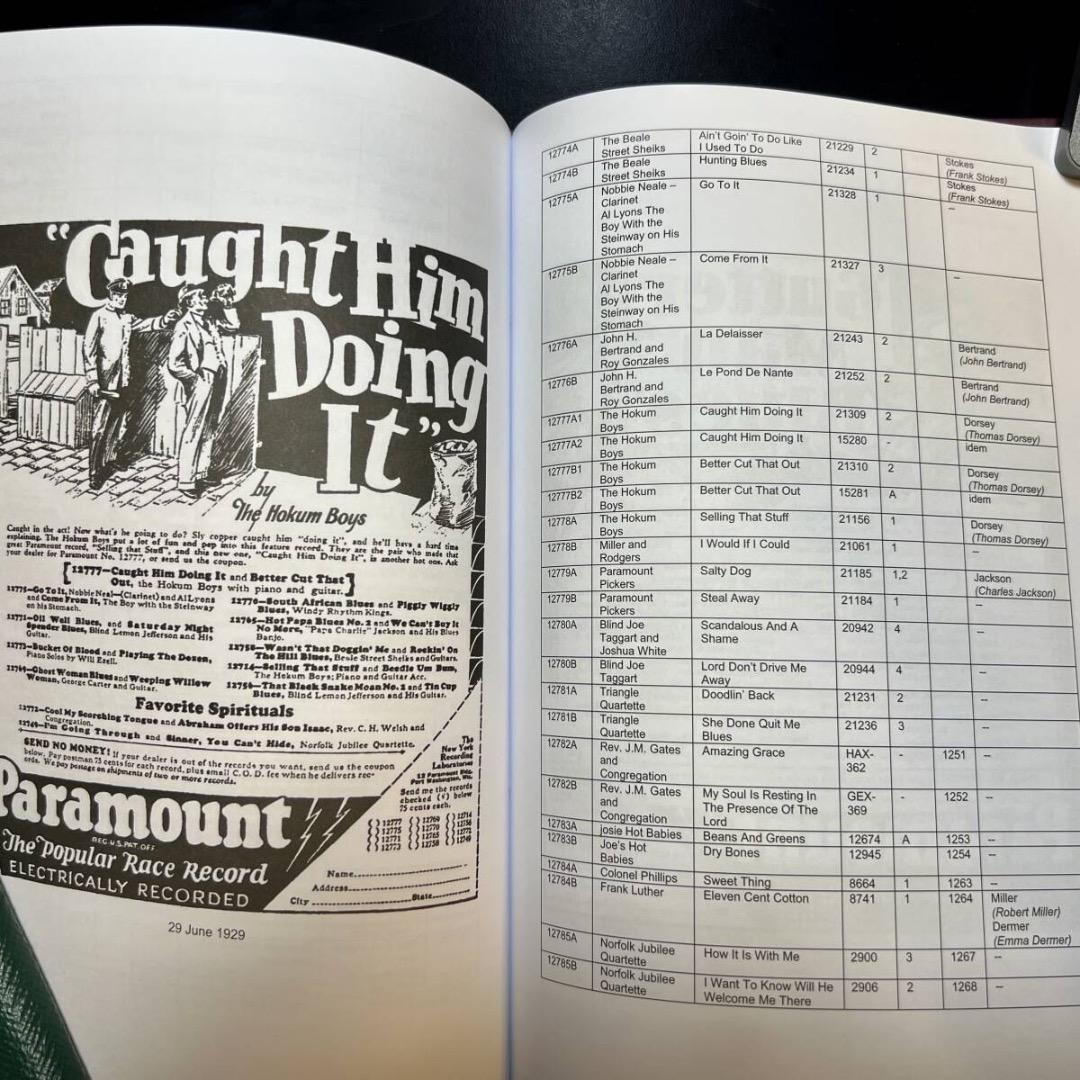 "Caught Him
Doing
It"
by
The Hokum Boys
Caught in the act! Now what's he going to do? Sly copper caught him "doing it", and he'll have a hard time
explaining. The Hokum Boys put a lot of fun and pep into this feature record. They are the pair who made that
great Paramount record, "Selling that Stuff", and this new one, "Caught Him Doing It", is another hot one. Ask
your dealer for Paramount No. 12777, or send us the coupon.
[12777—Caught Him Doing It and Better Cut That
Out, the Hokum Boys with piano and guitar.]
12775—Go To It, Nobbie Neal—(Clarinet) and Al Lyons
and Come From It, The Boy with the Steinway
on his Stomach.
12771—Oil Well Blues, and Saturday Night
Spender Blues, Blind Lemon Jefferson and His
Guitar.
12773—Bucket Of Blood and Playing The Dozen,
Piano Solos by Will Ezell.
12769—Ghost Woman Blues and Weeping Willow
Woman, George Carter and Guitar.
12770—South African Blues and Piggly Wiggly
Blues, Windy Rhythm Kings.
12765—Hot Papa Blues No. 2 and We Can't Buy It
No More, "Papa Charlie" Jackson and His Blues
Banjo.
12758—Wasn't That Doggin' Me and Rockin' On
The Hill Blues, Beale Street Sheiks and Guitars.
12714—Selling That Stuff and Beedle Um Bum,
The Hokum Boys; Piano and Guitar Acc.
12756—That Black Snake Moan No. 2 and Tin Cup
Blues, Blind Lemon Jefferson and His Guitar.
Favorite Spirituals
12772—Cool My Scorching Tongue and Abraham Offers His Son Isaac, Rev. C. H. Welsh and
Congregation.
12749—I'm Going Through and Sinner, You Can't Hide, Norfolk Jubilee Quartette.
SEND NO MONEY! If your dealer is out of the records you want, send us the coupon
below. Pay postman 75 cents for each record, plus small C. O. D. fee when he delivers rec-
ords. We pay postage on shipments of two or more records.
The
New York
Recording
Laboratories
12 Paramount Bldg.
Port Washington, Wis.
Send me the records
checked (✓) below
75 cents each.
( ) 12777 ( ) 12769 ( ) 12714
( ) 12775 ( ) 12770 ( ) 12756
( ) 12771 ( ) 12765 ( ) 12772
( ) 12773 ( ) 12758 ( ) 12749
Name
Address
City State
Paramount
REG. U.S. PAT. OFF
The Popular Race Record
ELECTRICALLY RECORDED
29 June 1929
12774A The Beale Ain't Goin' To Do Like 21229 2 Stokes
Street Sheiks I Used To Do (Frank Stokes)
12774B The Beale Hunting Blues 21234 1 Stokes
Street Sheiks (Frank Stokes)
12775A Nobbie Neale – Go To It 21328 1 --
Clarinet
Al Lyons The
Boy With the
Steinway on His
Stomach
12775B Nobbie Neale – Come From It 21327 3 --
Clarinet
Al Lyons The
Boy With the
Steinway on His
Stomach
12776A John H. La Delaisser 21243 2 Bertrand
Bertrand and (John Bertrand)
Roy Gonzales
12776B John H. Le Pond De Nante 21252 2 Bertrand
Bertrand and (John Bertrand)
Roy Gonzales
12777A1 The Hokum Caught Him Doing It 21309 2 Dorsey
Boys (Thomas Dorsey)
12777A2 The Hokum Caught Him Doing It 15280 - idem
Boys
12777B1 The Hokum Better Cut That Out 21310 2 Dorsey
Boys (Thomas Dorsey)
12777B2 The Hokum Better Cut That Out 15281 A idem
Boys
12778A The Hokum Selling That Stuff 21156 1 Dorsey
Boys (Thomas Dorsey)
12778B Miller and I Would If I Could 21061 1 --
Rodgers
12779A Paramount Salty Dog 21185 1,2 Jackson
Pickers (Charles Jackson)
12779B Paramount Steal Away 21184 1 --
Pickers
12780A Blind Joe Scandalous And A 20942 4 --
Taggart and Shame
Joshua White
12780B Blind Joe Lord Don't Drive Me 20944 4 --
Taggart Away
12781A Triangle Doodlin' Back 21231 2 --
Quartette
12781B Triangle She Done Quit Me 21236 3 --
Quartette Blues
12782A Rev. J.M. Gates Amazing Grace HAX- - 1251 --
and 362
Congregation
12782B Rev. J.M. Gates My Soul Is Resting In GEX- - 1252 --
and The Presence Of The 369
Congregation Lord
12783A josie Hot Babies Beans And Greens 12674 A 1253 --
12783B Joe's Hot Dry Bones 12945 1254 --
Babies
12784A Colonel Phillips Sweet Thing 8664 1 1263 --
12784B Frank Luther Eleven Cent Cotton 8741 1 1264 Miller
(Robert Miller)
Dermer
(Emma Dermer)
12785A Norfolk Jubilee How It Is With Me 2900 3 1267 --
Quartette
12785B Norfolk Jubilee I Want To Know Will He 2906 2 1268 --
Quartette Welcome Me There